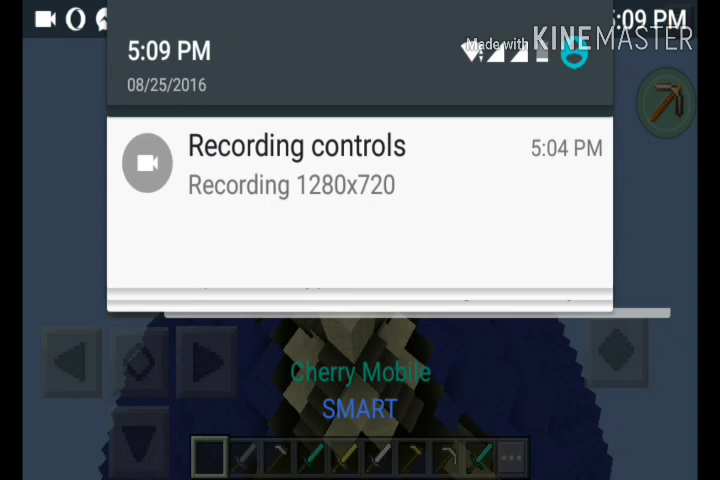 5:09 PM
Made with KINEMASTER
5:09 PM
08/25/2016
Recording controls
5:04 PM
Recording 1280x720
Cherry Mobile
SMART